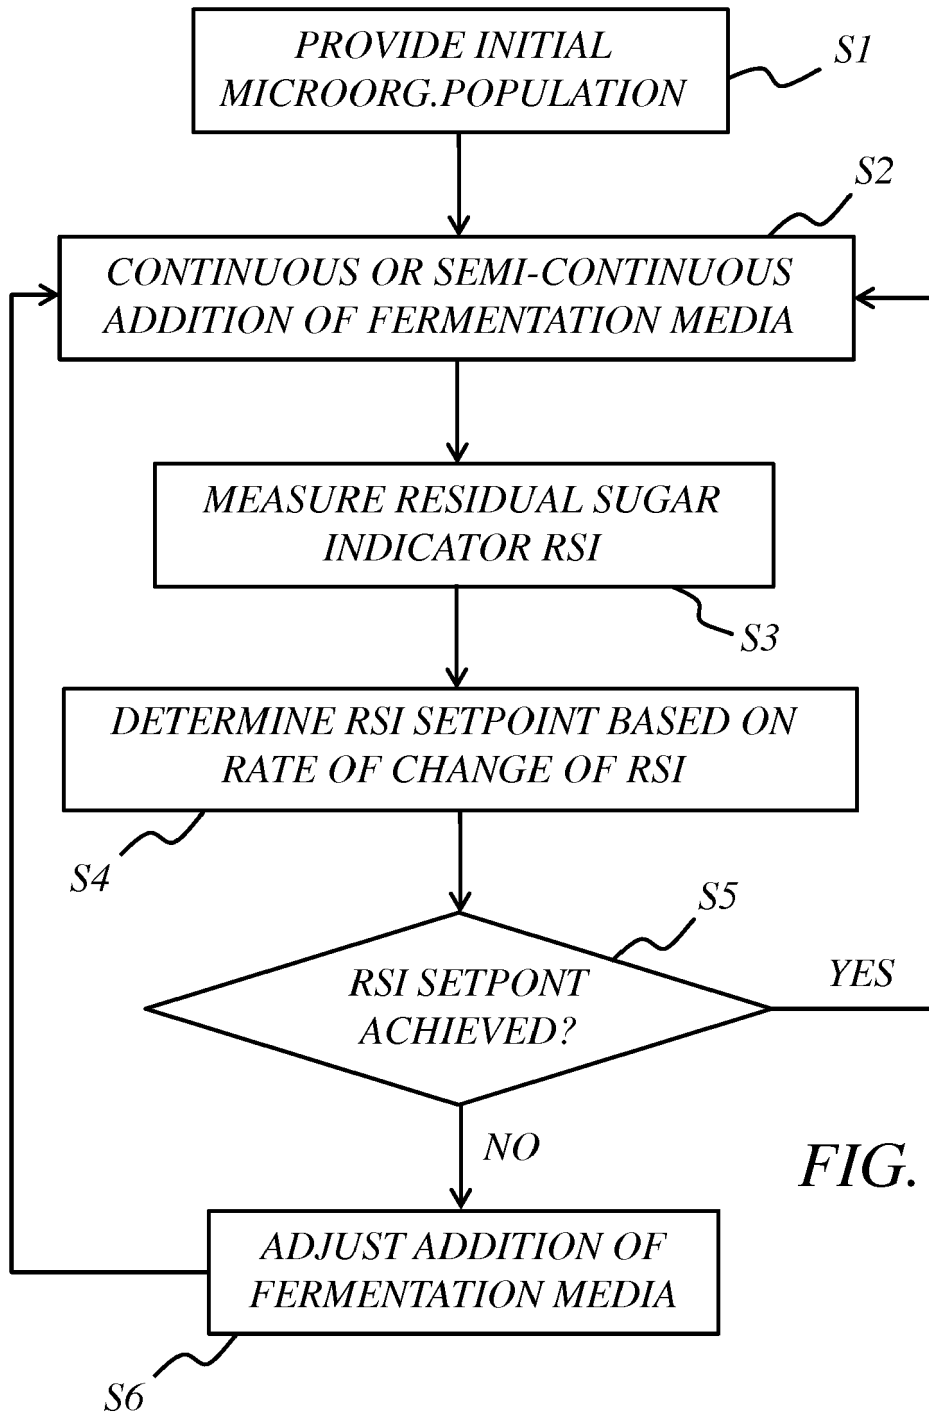 PROVIDE INITIAL
MICROORG.POPULATION
S1
S2
CONTINUOUS OR SEMI-CONTINUOUS
ADDITION OF FERMENTATION MEDIA
MEASURE RESIDUAL SUGAR
INDICATOR RSI
S3
DETERMINE RSI SETPOINT BASED ON
RATE OF CHANGE OF RSI
S4
S5
RSI SETPONT
ACHIEVED?
YES
NO
FIG.
ADJUST ADDITION OF
FERMENTATION MEDIA
S6